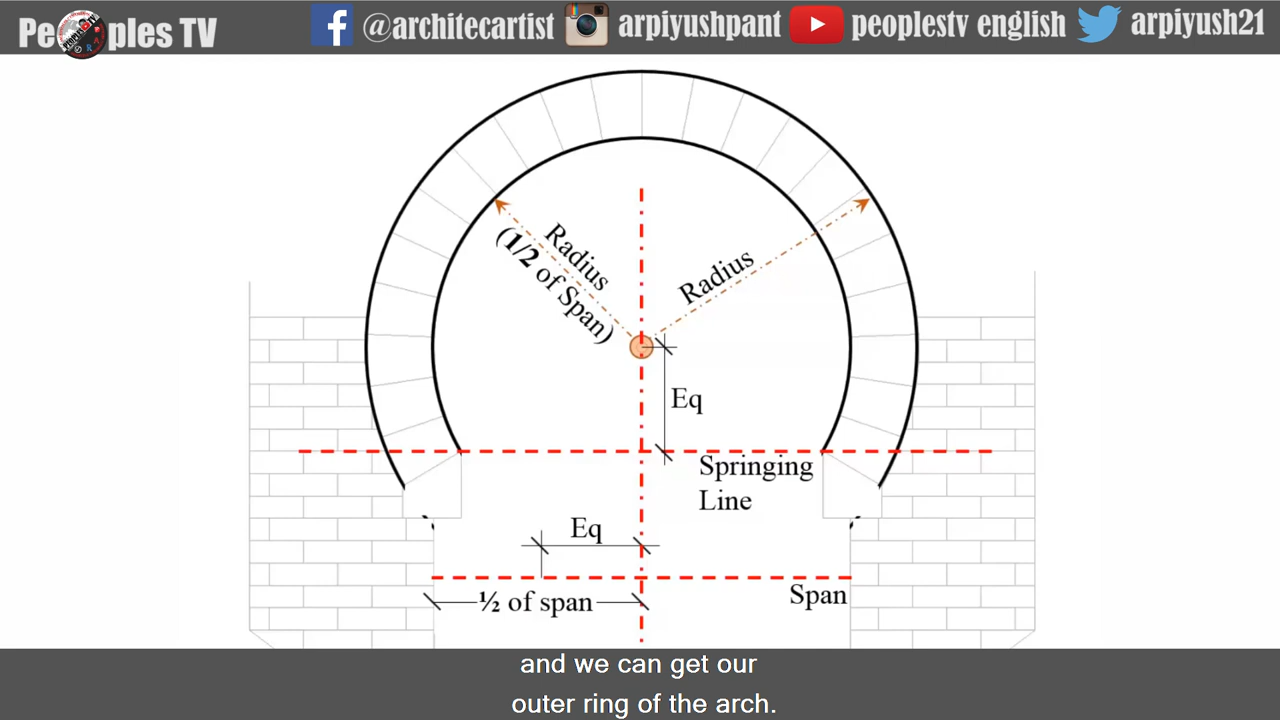 Peoples TV
@architecartist
arpiyushpant
peoplestv english
arpiyush21
Radius
(1/2 of Span)
Radius
Eq
Springing
Line
Eq
½ of span
Span
and we can get our
outer ring of the arch.